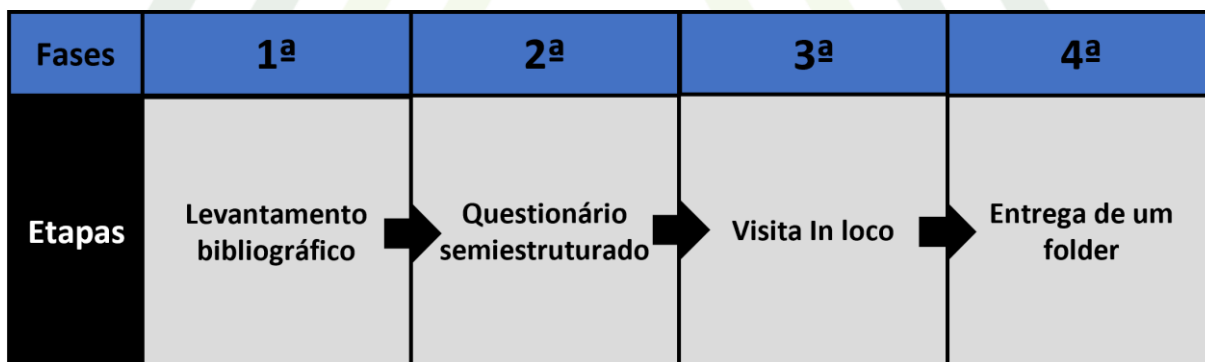 Fases
1ª
2ª
3ª
4ª
Etapas
Levantamento
bibliográfico
Questionário
semiestruturado
Visita In loco
Entrega de um
folder